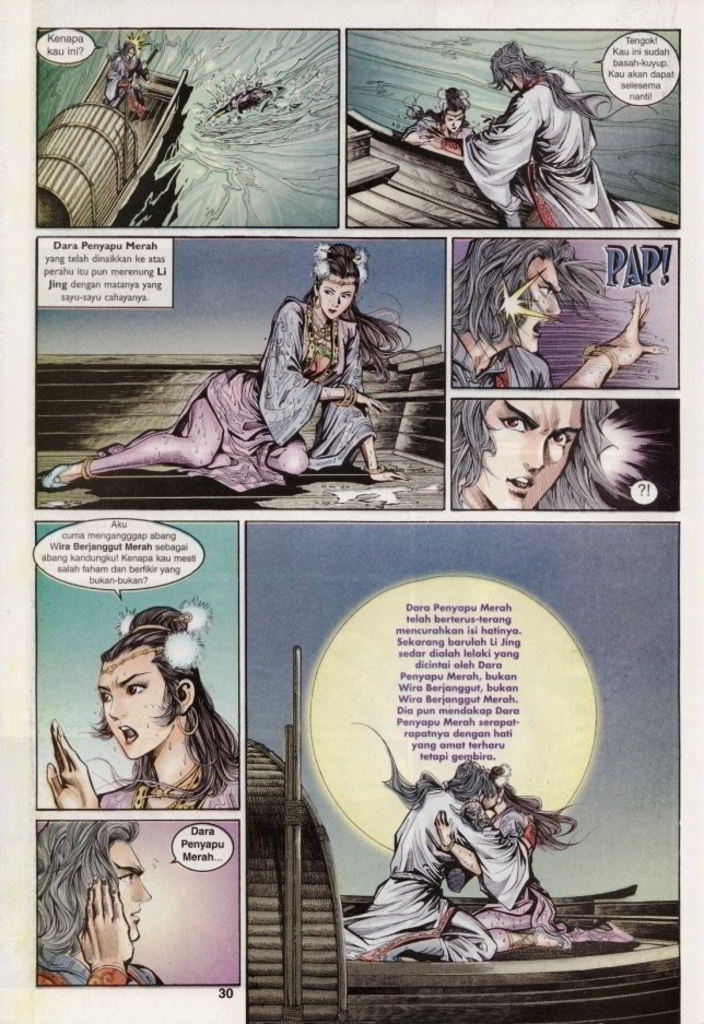 Kenapa
kau ini?
Tengok!
Kau ini sudah
basah-kuyup.
Kau akan dapat
selesema
nanti!
Dara Penyapu Merah
yang telah dinaikkan ke atas
perahu itu pun merenung Li
Jing dengan matanya yang
sayu-sayu cahayanya.
PAP!
?!
Aku
cuma mengangggap abang
Wira Berjanggut Merah sebagai
abang kandungku! Kenapa kau mesti
salah faham dan berfikir yang
bukan-bukan?
Dara
Penyapu
Merah...
Dara Penyapu Merah
telah berterus-terang
mencurahkan isi hatinya.
Sekarang barulah Li Jing
sedar dialah lelaki yang
dicintai oleh Dara
Penyapu Merah, bukan
Wira Berjanggut, bukan
Wira Berjanggut Merah.
Dia pun mendakap Dara
Penyapu Merah serapat-
rapatnya dengan hati
yang amat terharu
tetapi gembira.
30